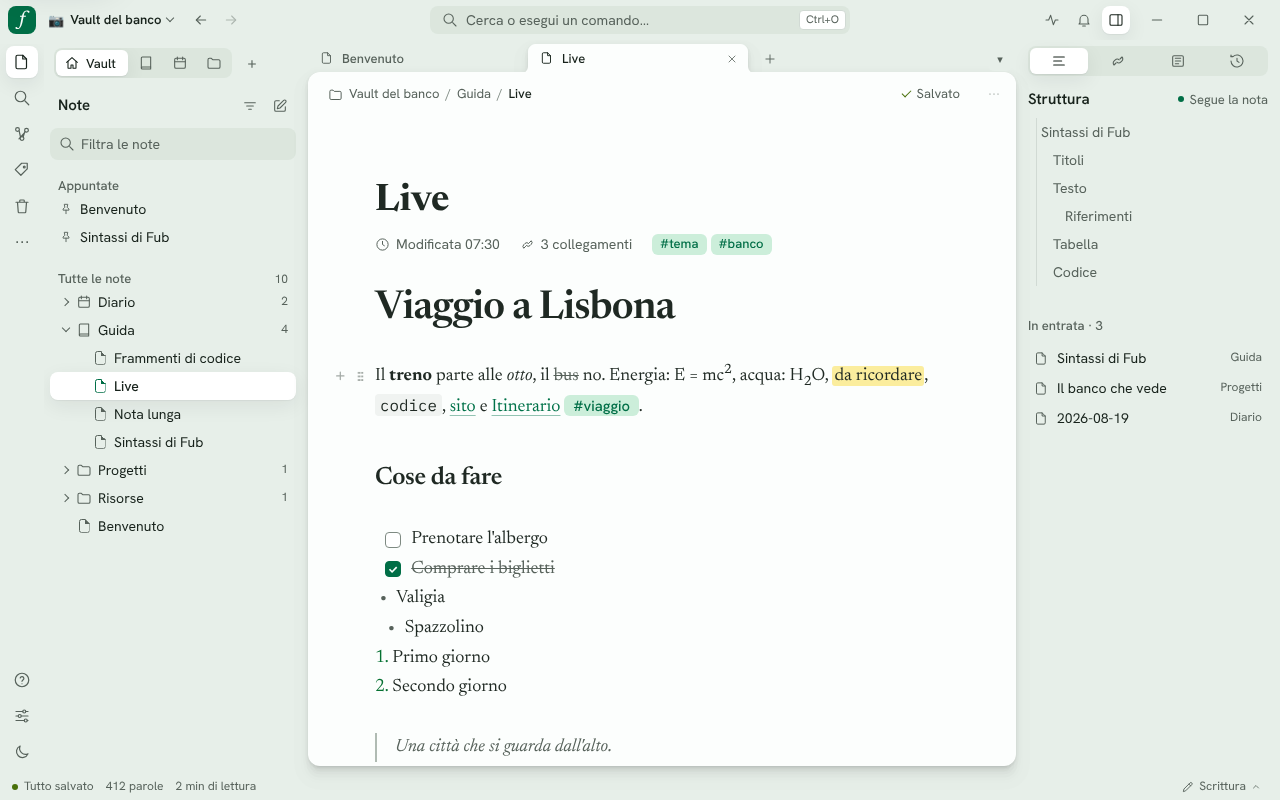 f Vault del banco
Cerca o esegui un comando... Ctrl+O
Vault
Note
Filtra le note
Appuntate
Benvenuto
Sintassi di Fub
Tutte le note 10
Diario 2
Guida 4
Frammenti di codice
Live
Nota lunga
Sintassi di Fub
Progetti 1
Risorse 1
Benvenuto
Benvenuto
Live
Vault del banco / Guida / Live
Salvato
Live
Modificata 07:30 3 collegamenti #tema #banco
Viaggio a Lisbona
Il treno parte alle otto, il bus no. Energia: E = mc², acqua: H₂O, da ricordare,
codice, sito e Itinerario #viaggio.
Cose da fare
Prenotare l'albergo
Comprare i biglietti
• Valigia
• Spazzolino
1. Primo giorno
2. Secondo giorno
Una città che si guarda dall'alto.
Struttura Segue la nota
Sintassi di Fub
Titoli
Testo
Riferimenti
Tabella
Codice
In entrata · 3
Sintassi di Fub Guida
Il banco che vede Progetti
2026-08-19 Diario
Tutto salvato 412 parole 2 min di lettura
Scrittura